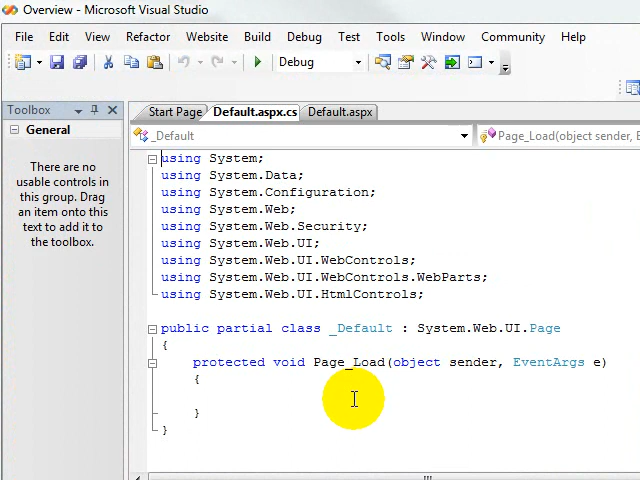 Overview - Microsoft Visual Studio
File Edit View Refactor Website Build Debug Test Tools Window Community Help
Debug
Toolbox
Start Page Default.aspx.cs Default.aspx
General
_Default
Page_Load(object sender, E
There are no
usable controls in
this group. Drag
an item onto this
text to add it to
the toolbox.
using System;
using System.Data;
using System.Configuration;
using System.Web;
using System.Web.Security;
using System.Web.UI;
using System.Web.UI.WebControls;
using System.Web.UI.WebControls.WebParts;
using System.Web.UI.HtmlControls;
public partial class _Default : System.Web.UI.Page
{
protected void Page_Load(object sender, EventArgs e)
{
}
}